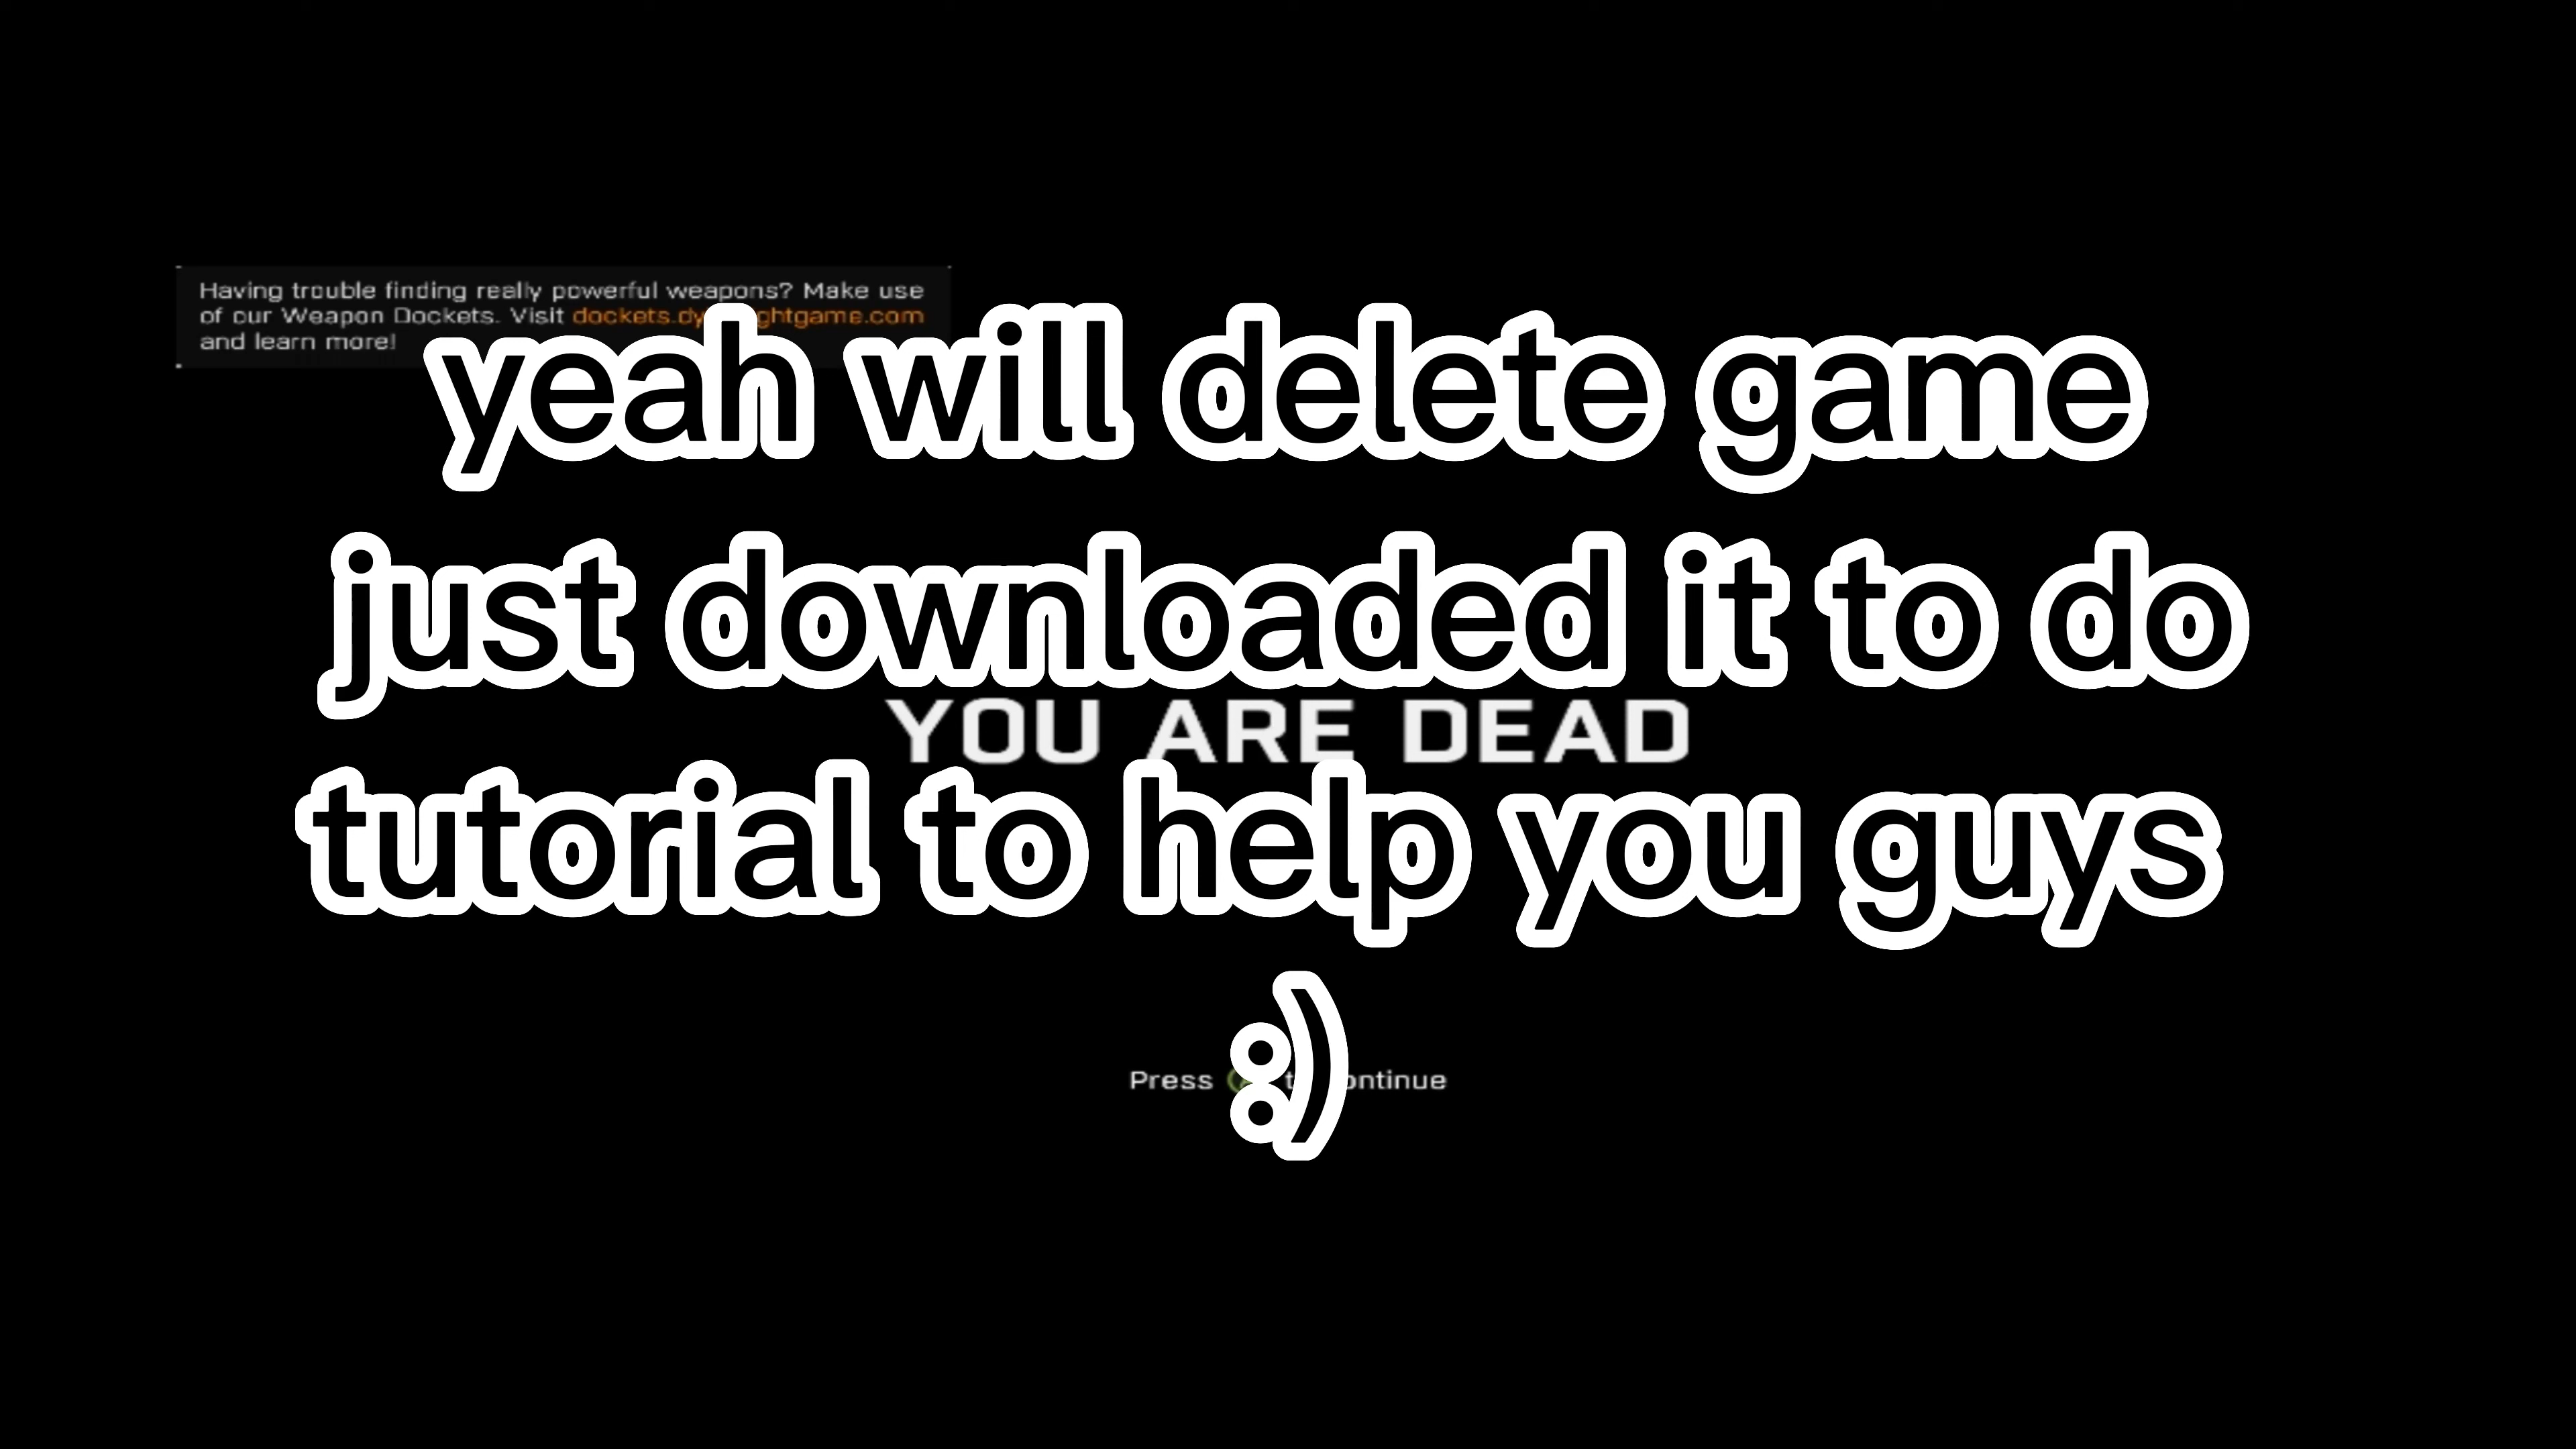 Having trouble finding really powerful weapons? Make use
of our Weapon Dockets. Visit
and learn more!
yeah will delete game
just downloaded it to do
YOU ARE DEAD
tutorial to help you guys
:)
Press